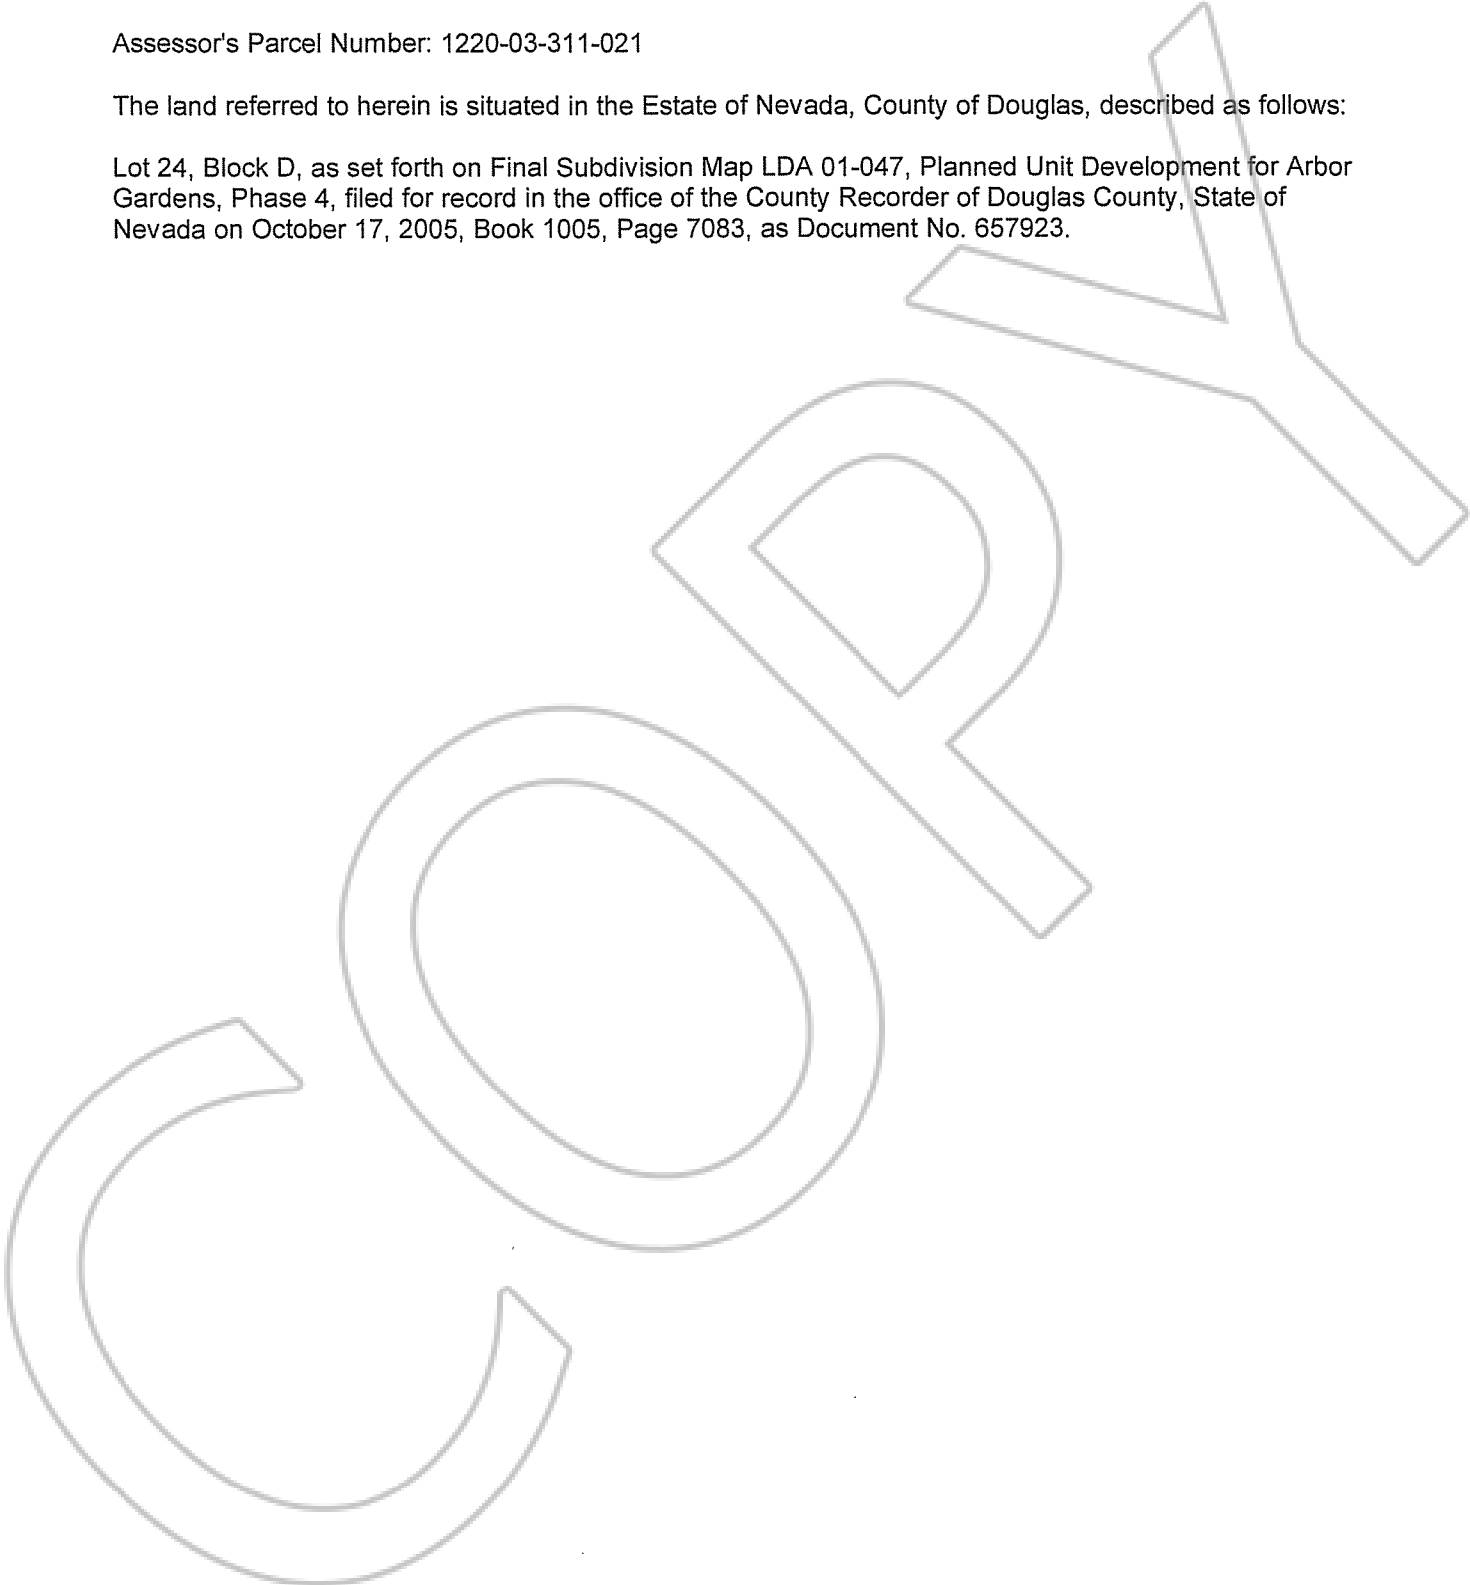 Assessor's Parcel Number: 1220-03-311-021
The land referred to herein is situated in the Estate of Nevada, County of Douglas, described as follows:
Lot 24, Block D, as set forth on Final Subdivision Map LDA 01-047, Planned Unit Development for Arbor
Gardens, Phase 4, filed for record in the office of the County Recorder of Douglas County, State of
Nevada on October 17, 2005, Book 1005, Page 7083, as Document No. 657923.
COPY